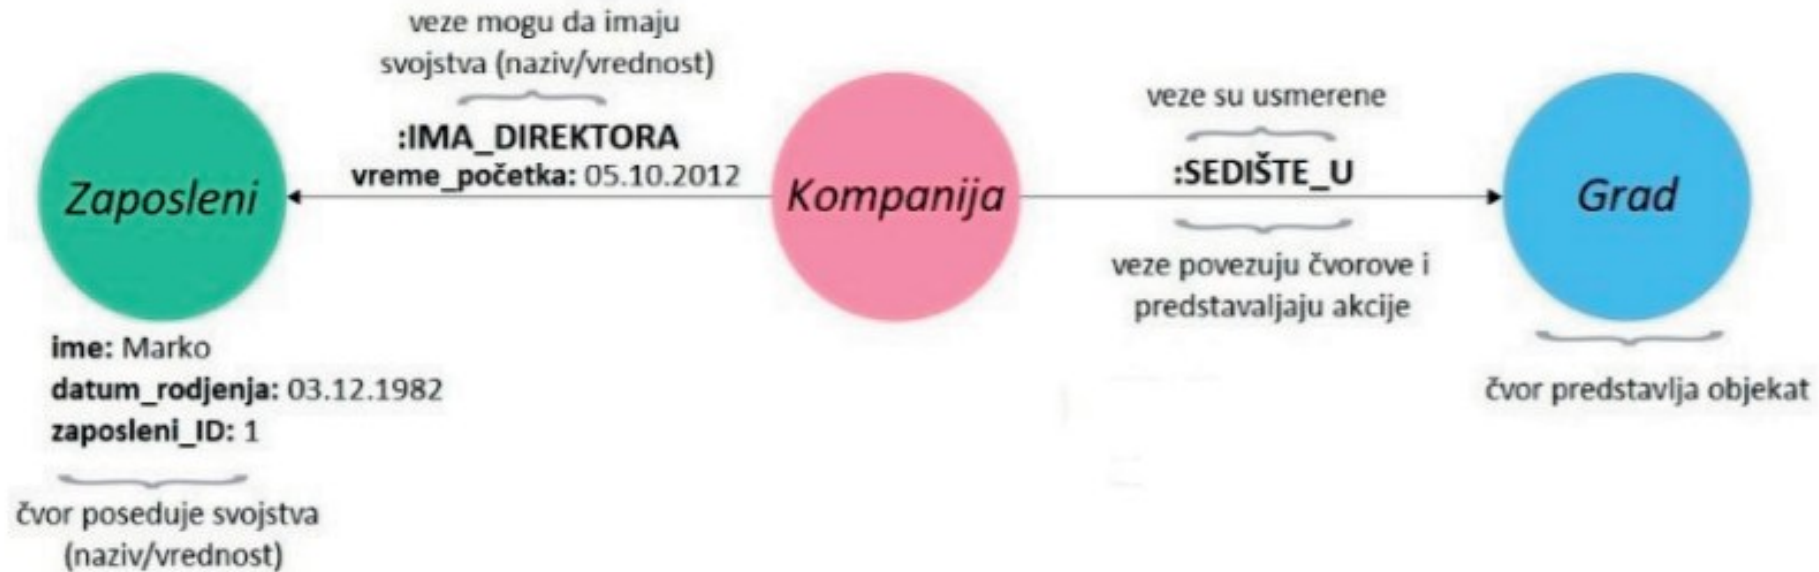 veze mogu da imaju
svojstva (naziv/vrednost)
:IMA_DIREKTORA
vreme_početka: 05.10.2012
veze su usmerene
:SEDIŠTE_U
veze povezuju čvorove i
predstavaljaju akcije
Zaposleni
Kompanija
Grad
ime: Marko
datum_rodjenja: 03.12.1982
zaposleni_ID: 1
čvor poseduje svojstva
(naziv/vrednost)
čvor predstavlja objekat